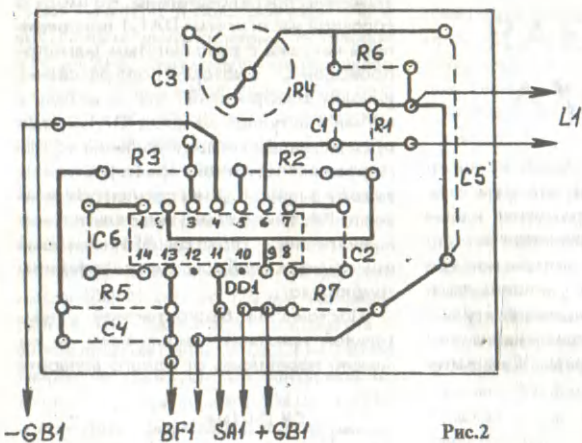 C3
R4
R6
L1
C1
R1
R3
R2
C5
1 2 3 4 5 6 7
C2
14 13 12 11 10 9 8
R5
DD1
R7
C4
-GB1
BF1
SA1
+GB1
Рис.2